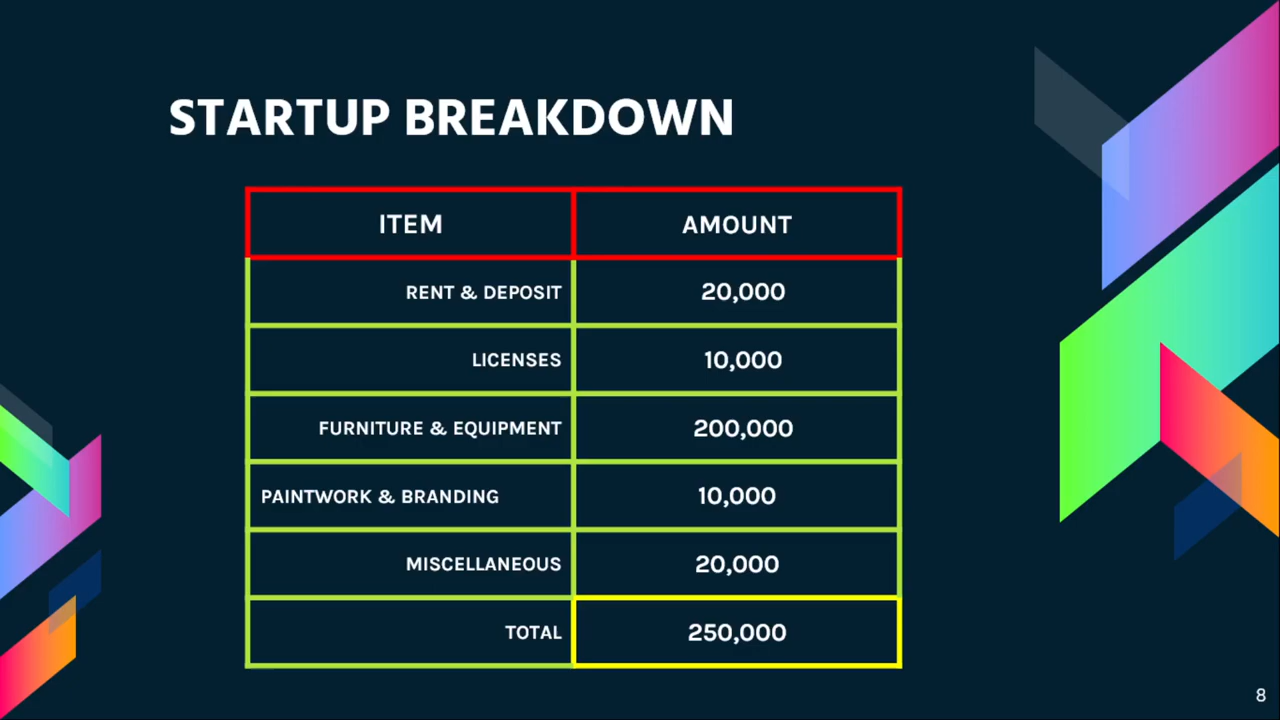 STARTUP BREAKDOWN
ITEM AMOUNT
RENT & DEPOSIT 20,000
LICENSES 10,000
FURNITURE & EQUIPMENT 200,000
PAINTWORK & BRANDING 10,000
MISCELLANEOUS 20,000
TOTAL 250,000
8